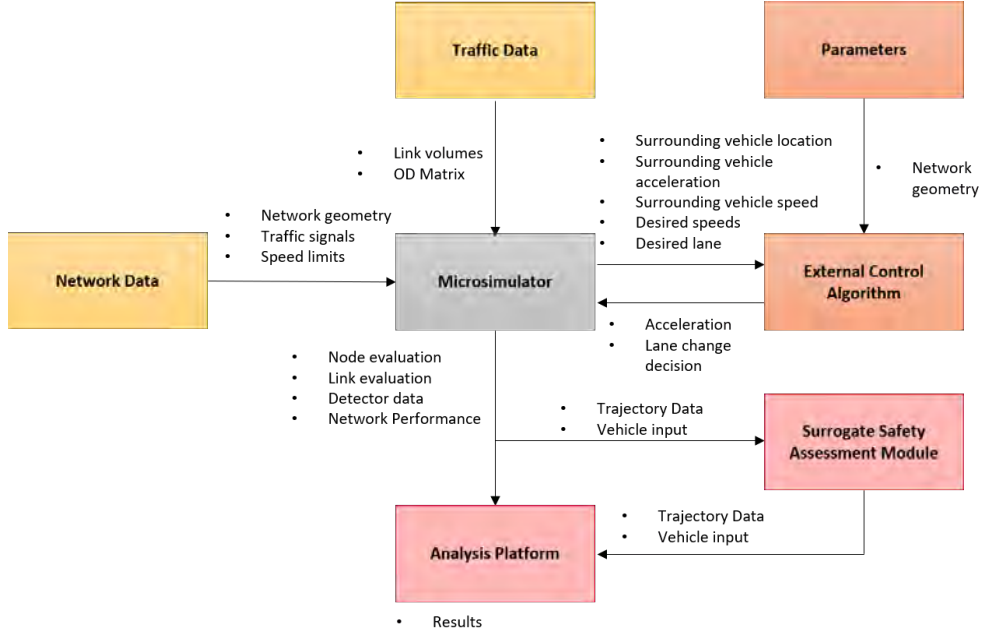 Traffic Data
Parameters
• Link volumes
• OD Matrix
• Surrounding vehicle location
• Surrounding vehicle
acceleration
• Surrounding vehicle speed
• Desired speeds
• Desired lane
• Network
geometry
• Network geometry
• Traffic signals
• Speed limits
Network Data
Microsimulator
External Control
Algorithm
• Acceleration
• Lane change
decision
• Node evaluation
• Link evaluation
• Detector data
• Network Performance
• Trajectory Data
• Vehicle input
Surrogate Safety
Assessment Module
• Trajectory Data
• Vehicle input
Analysis Platform
• Results